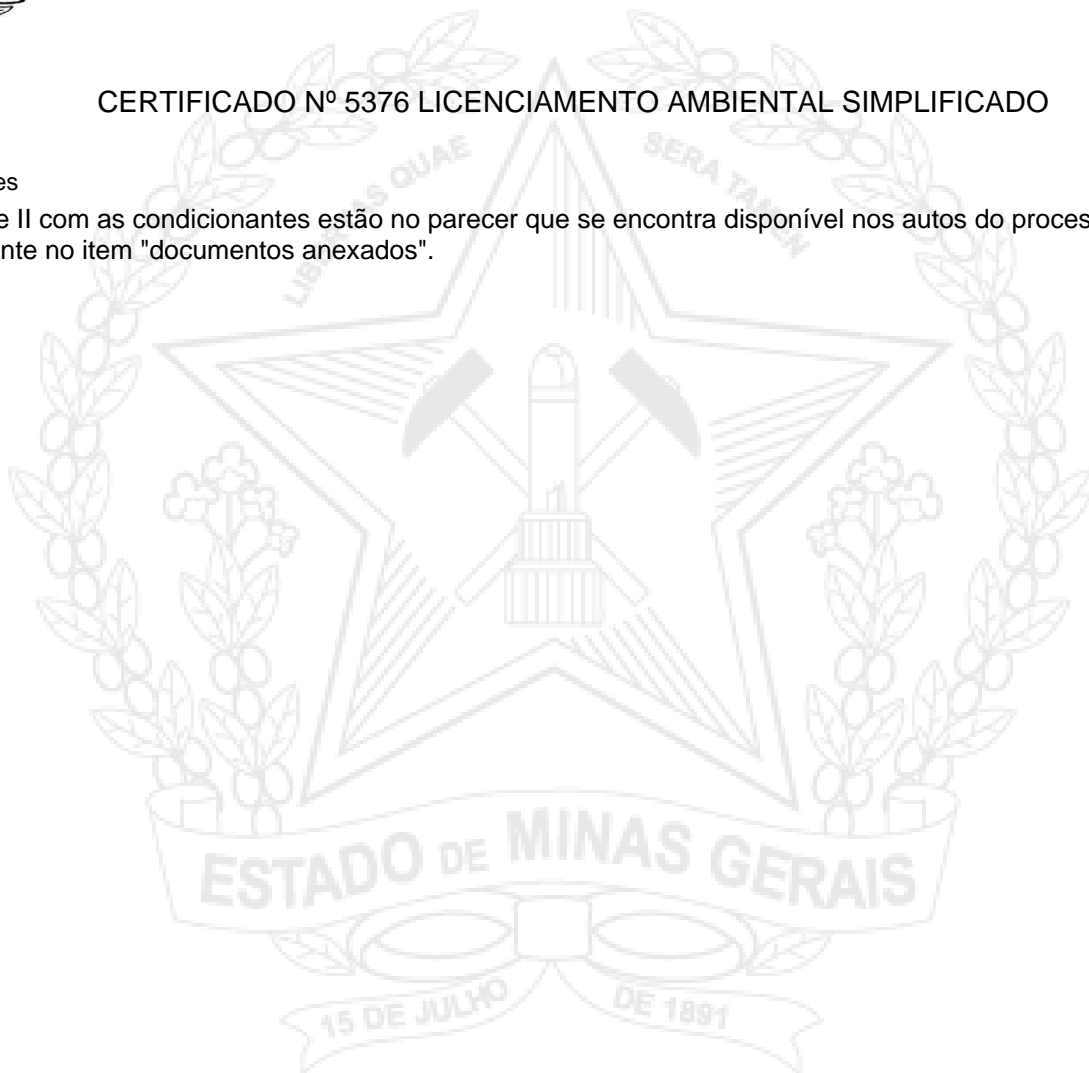 CERTIFICADO Nº 5376 LICENCIAMENTO AMBIENTAL SIMPLIFICADO
es
e II com as condicionantes estão no parecer que se encontra disponível nos autos do proces
nte no item "documentos anexados".
LIBERTAS QUAE SERA TAMEN
ESTADO DE MINAS GERAIS
15 DE JULHO DE 1891